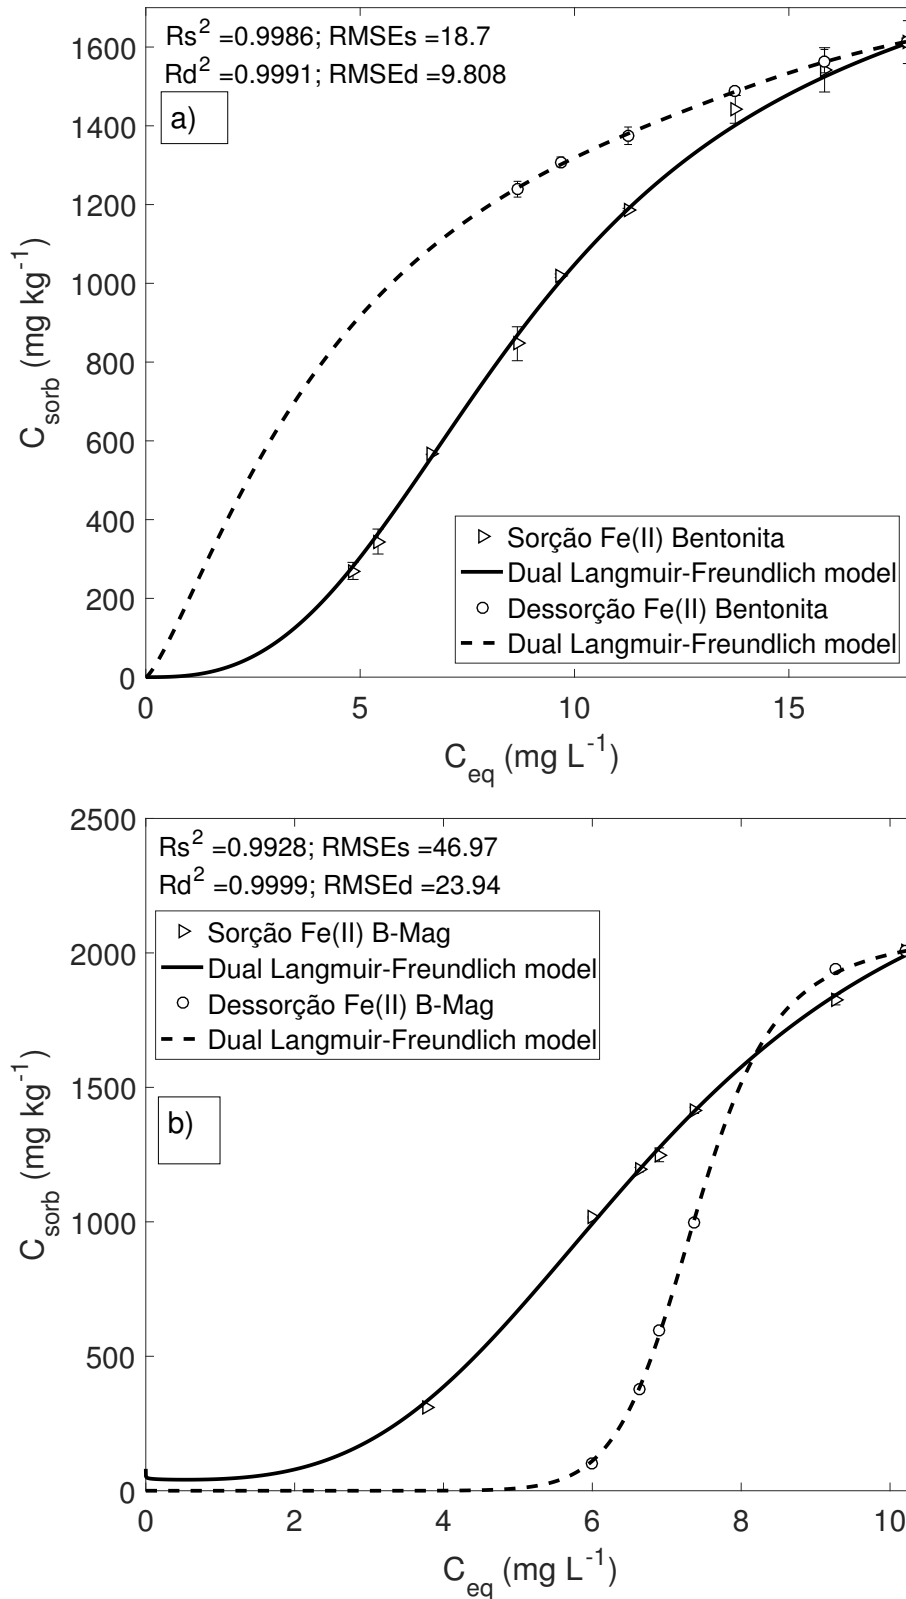 Rs² =0.9986; RMSEs =18.7
Rd² =0.9991; RMSEd =9.808
a)
1600
1400
1200
1000
800
600
400
200
0
C_sorb (mg kg⁻¹)
Sorção Fe(II) Bentonita
Dual Langmuir-Freundlich model
Dessorção Fe(II) Bentonita
Dual Langmuir-Freundlich model
0 5 10 15
C_eq (mg L⁻¹)
2500
2000
1500
1000
500
0
C_sorb (mg kg⁻¹)
Rs² =0.9928; RMSEs =46.97
Rd² =0.9999; RMSEd =23.94
Sorção Fe(II) B-Mag
Dual Langmuir-Freundlich model
Dessorção Fe(II) B-Mag
Dual Langmuir-Freundlich model
b)
0 2 4 6 8 10
C_eq (mg L⁻¹)